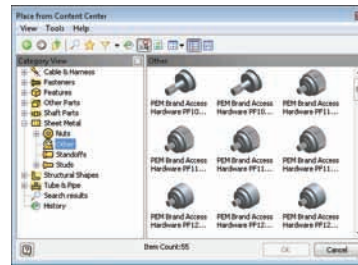 Place from Content Center
View Tools Help
Category View
Other
Cable & Harness
Fasteners
Features
Other Parts
Shaft Parts
Sheet Metal
Nuts
Other
Standoffs
Studs
Structural Shapes
Tube & Pipe
Search results
History
PEM Brand Access
Hardware PF10...
PEM Brand Access
Hardware PF10...
PEM Brand Access
Hardware PF11...
PEM Brand Access
Hardware PF11...
PEM Brand Access
Hardware PF11...
PEM Brand Access
Hardware PF11...
PEM Brand Access
Hardware PF12...
PEM Brand Access
Hardware PF12...
PEM Brand Access
Hardware PF12...
Item Count:55
OK
Cancel